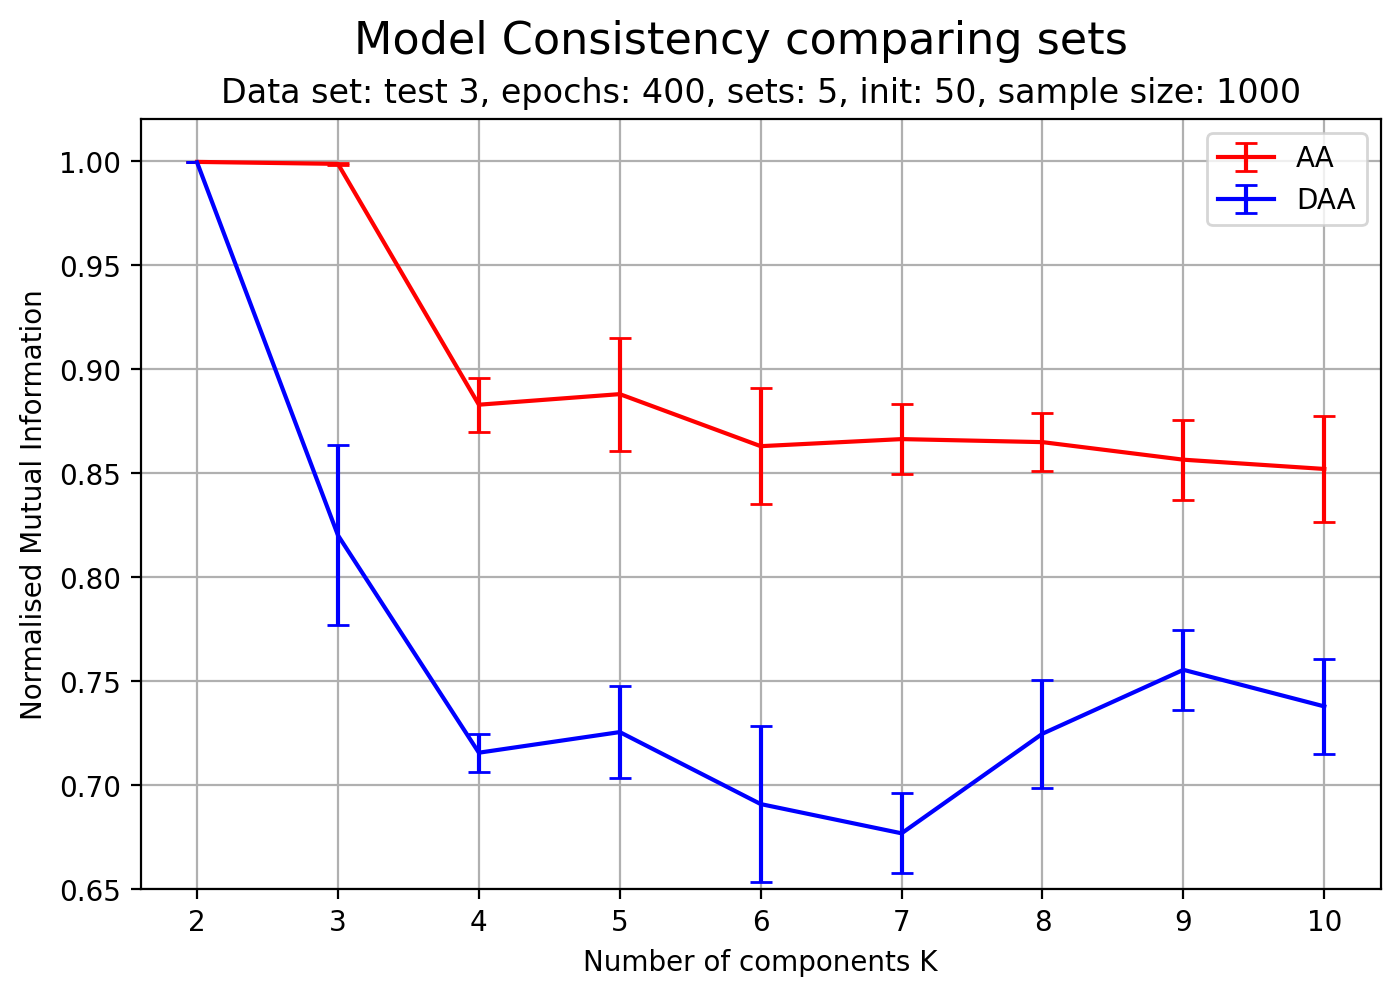 Model Consistency comparing sets
Data set: test 3, epochs: 400, sets: 5, init: 50, sample size: 1000
AA
DAA
Normalised Mutual Information
1.00
0.95
0.90
0.85
0.80
0.75
0.70
0.65
2 3 4 5 6 7 8 9 10
Number of components K